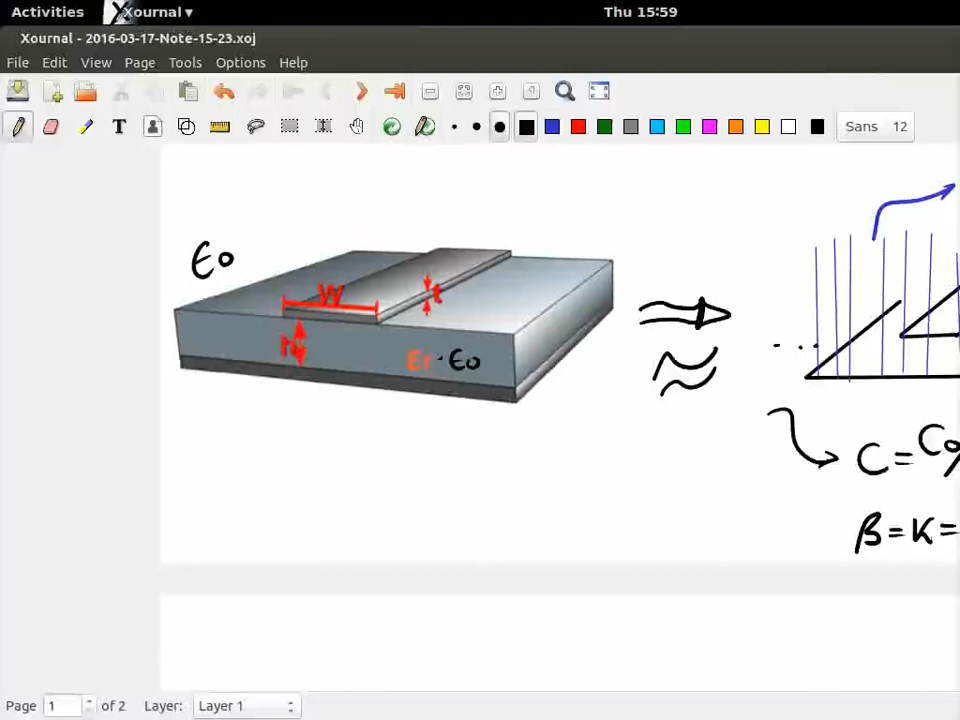 Activities Xournal ▾ Thu 15:59
Xournal - 2016-03-17-Note-15-23.xoj
File Edit View Page Tools Options Help
T Sans 12
ε0
W t
h
εr · ε0
⇒
≈
. . .
C = C0/
β = K =
Page 1 of 2 Layer: Layer 1